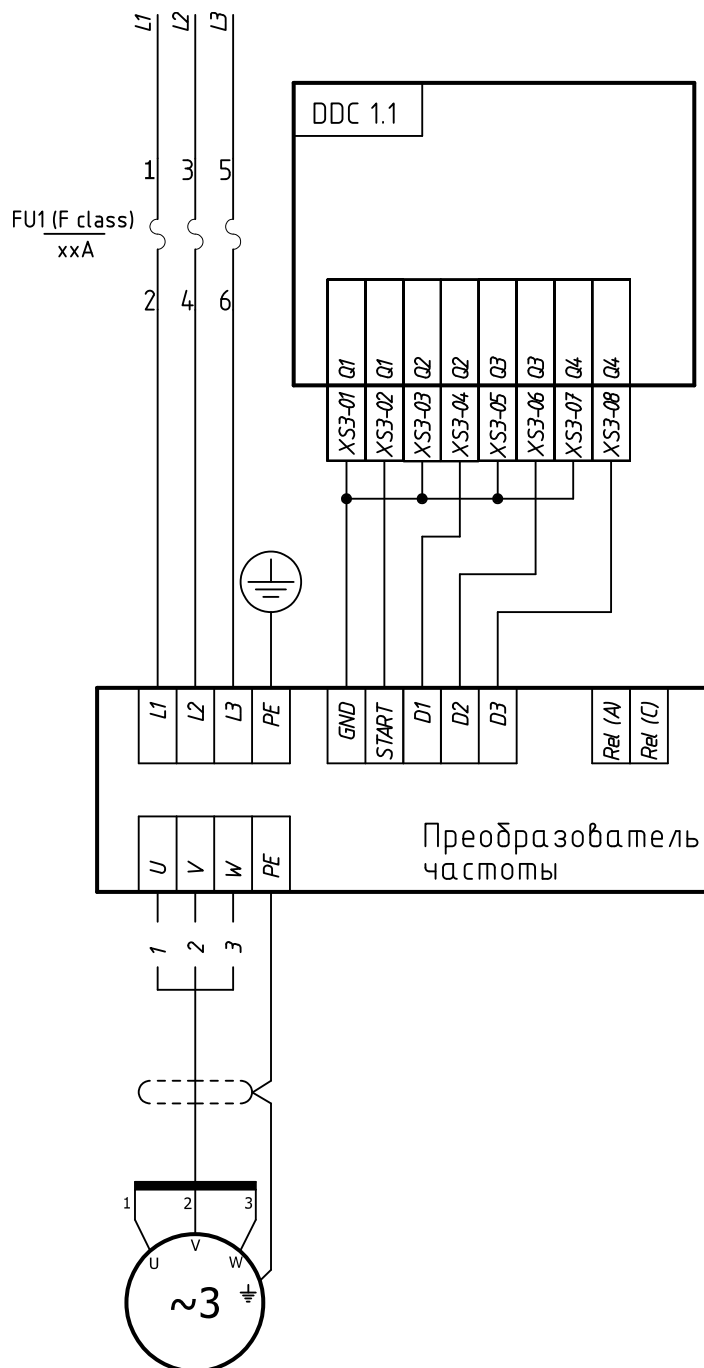 L1 L2 L3
DDC 1.1
1 3 5
FU1 (F class)
xxA
2 4 6
Q1 Q1 Q2 Q2 Q3 Q3 Q4 Q4
XS3-01 XS3-02 XS3-03 XS3-04 XS3-05 XS3-06 XS3-07 XS3-08
L1 L2 L3 PE GND START D1 D2 D3 Rel (A) Rel (C)
Преобразователь
частоты
U V W PE
1 2 3
1 2 3
U V W
~3